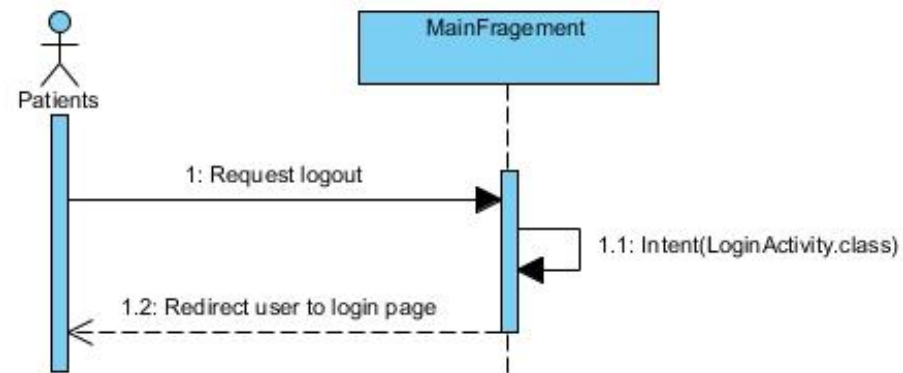 MainFragement
Patients
1: Request logout
1.1: Intent(LoginActivity.class)
1.2: Redirect user to login page